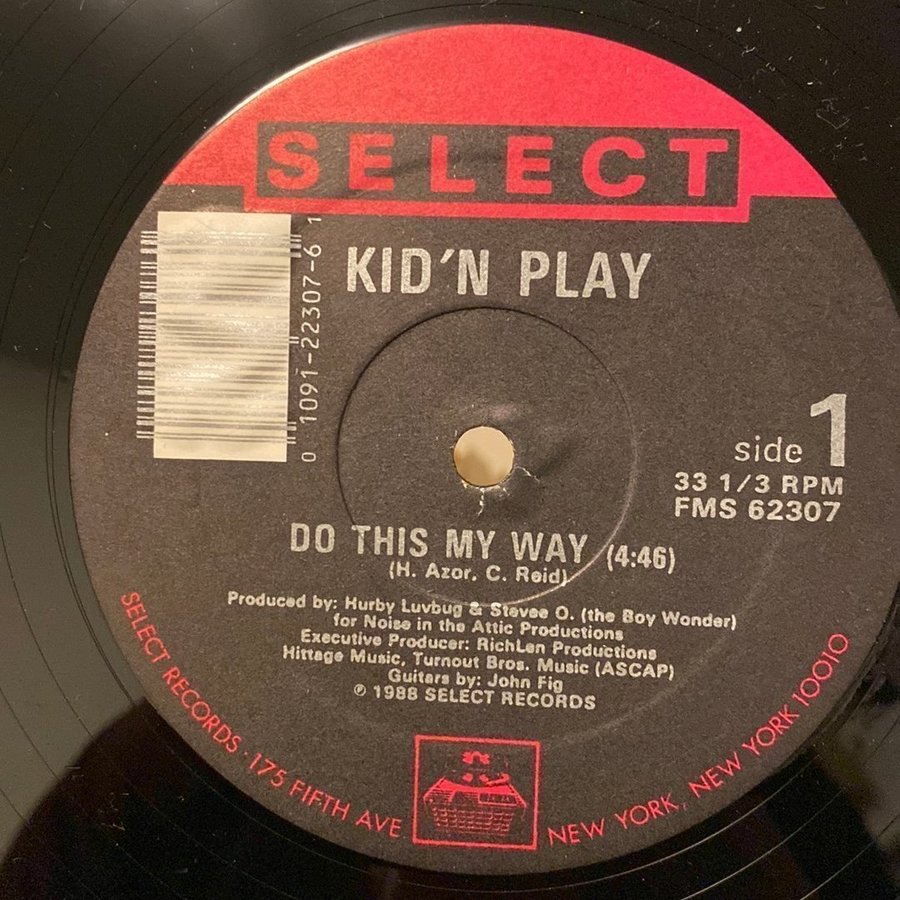 SELECT
KID'N PLAY
0 1091-22307-6 1
side 1
33 1/3 RPM
FMS 62307
DO THIS MY WAY (4:46)
(H. Azor, C. Reid)
Produced by: Hurby Luvbug & Stevee O. (the Boy Wonder)
for Noise in the Attic Productions
Executive Producer: RichLen Productions
Hittage Music, Turnout Bros. Music (ASCAP)
Guitars by: John Fig
℗ 1988 SELECT RECORDS
SELECT RECORDS · 175 FIFTH AVE NEW YORK, NEW YORK 10010